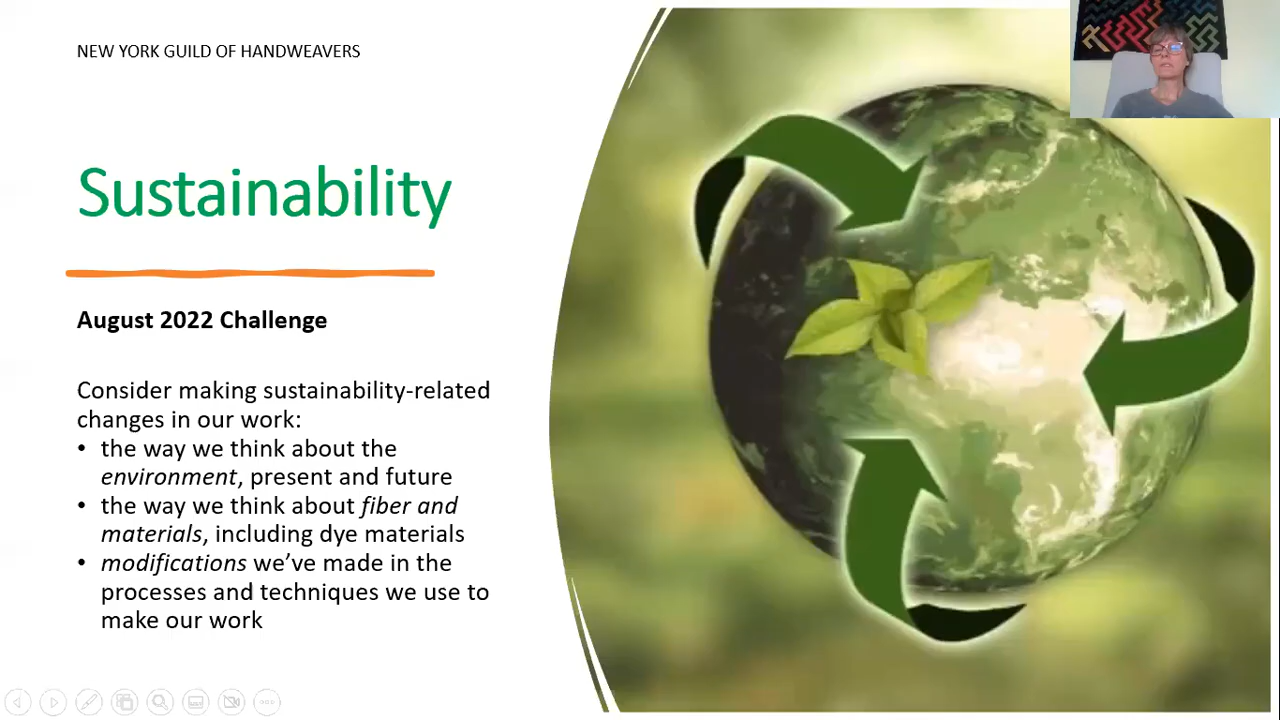 NEW YORK GUILD OF HANDWEAVERS
Sustainability
August 2022 Challenge
Consider making sustainability-related
changes in our work:
• the way we think about the
environment, present and future
• the way we think about fiber and
materials, including dye materials
• modifications we’ve made in the
processes and techniques we use to
make our work